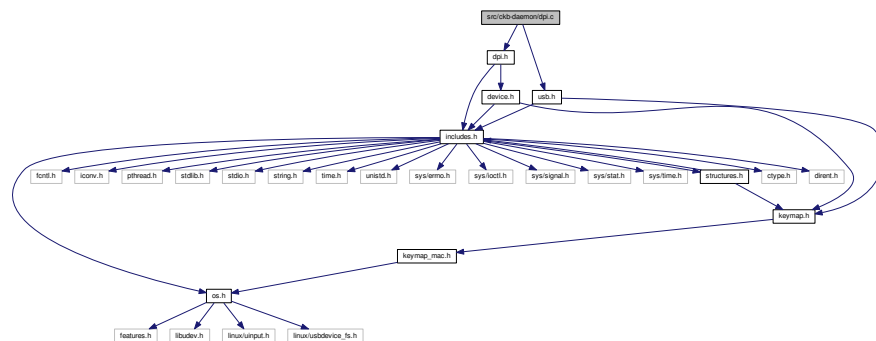 src/ckb-daemon/dpi.c
dpi.h
device.h
usb.h
includes.h
fcntl.h
iconv.h
pthread.h
stdlib.h
stdio.h
string.h
time.h
unistd.h
sys/errno.h
sys/ioctl.h
sys/signal.h
sys/stat.h
sys/time.h
structures.h
ctype.h
dirent.h
keymap.h
keymap_mac.h
os.h
features.h
libudev.h
linux/uinput.h
linux/usbdevice_fs.h